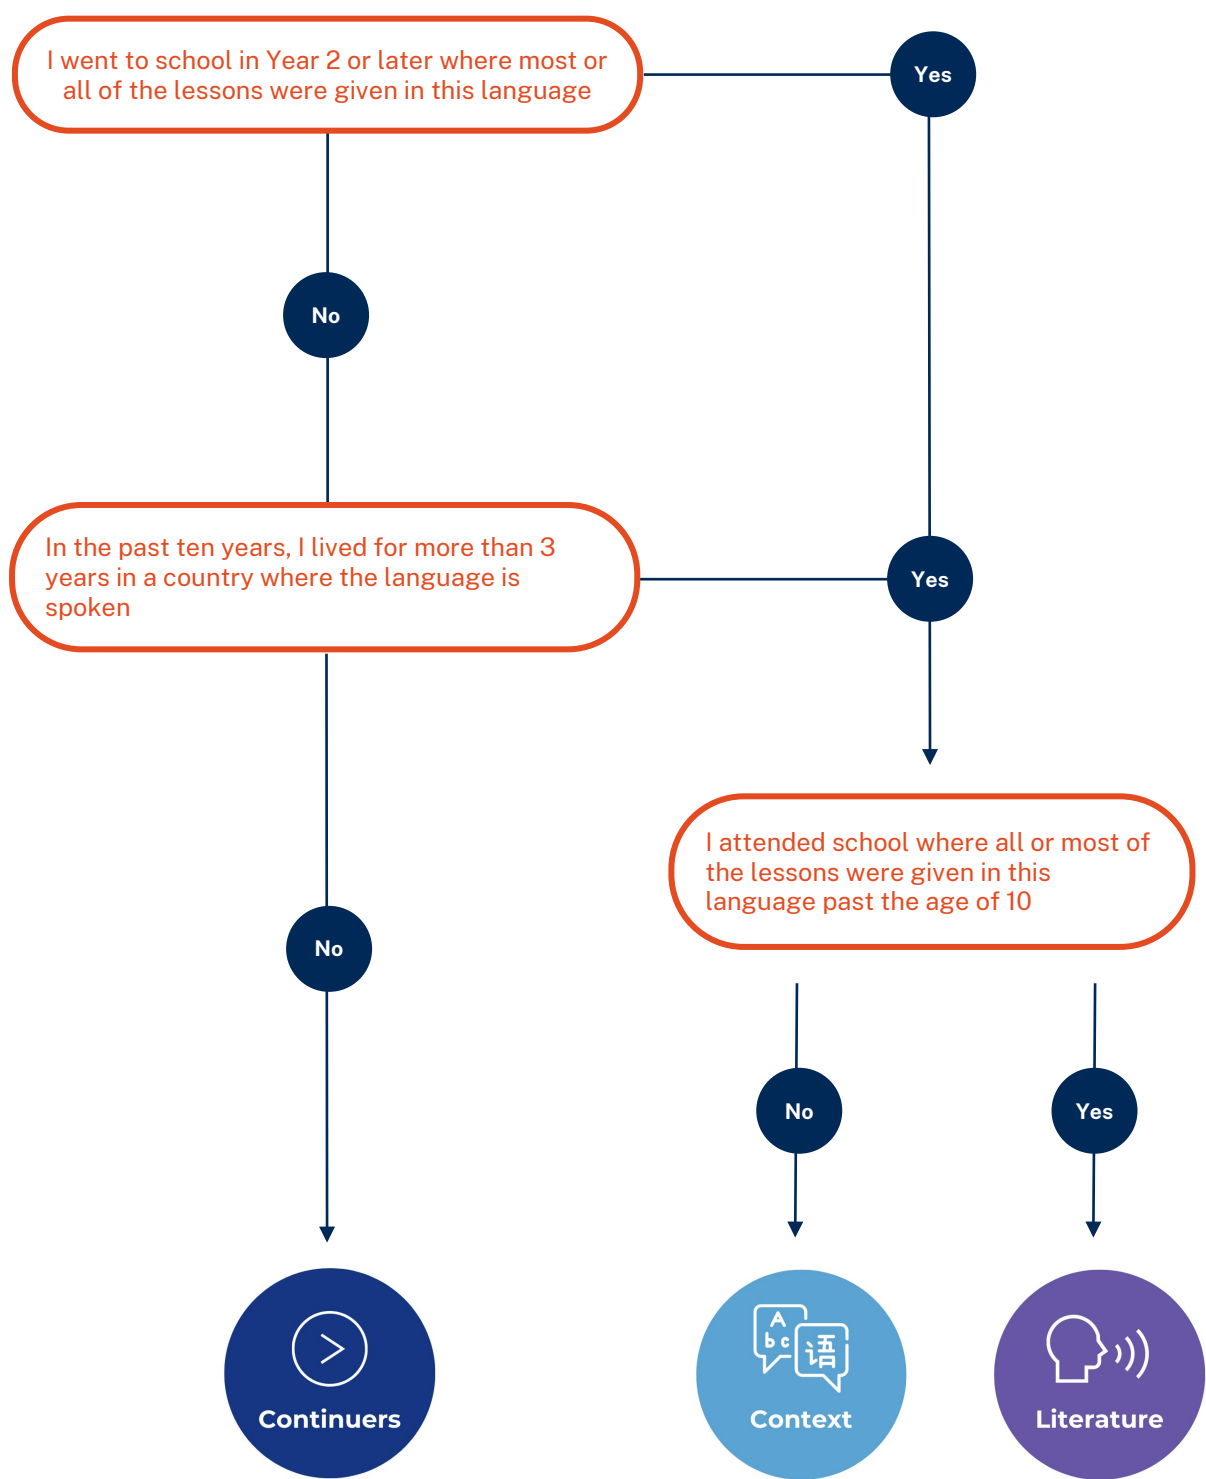 I went to school in Year 2 or later where most or
all of the lessons were given in this language
Yes
No
In the past ten years, I lived for more than 3
years in a country where the language is
spoken
Yes
I attended school where all or most of
the lessons were given in this
language past the age of 10
No
No
Yes
A
b c
语
Continuers
Context
Literature